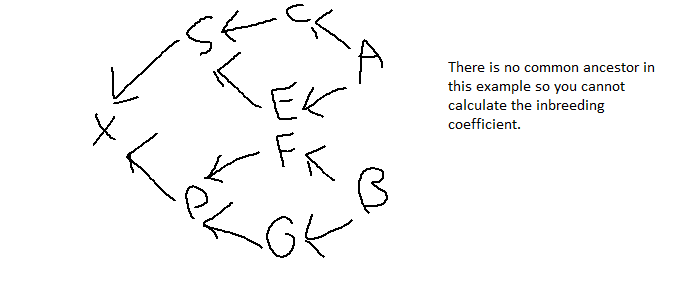 S
C
A
X
E
F
P
B
G
There is no common ancestor in
this example so you cannot
calculate the inbreeding
coefficient.